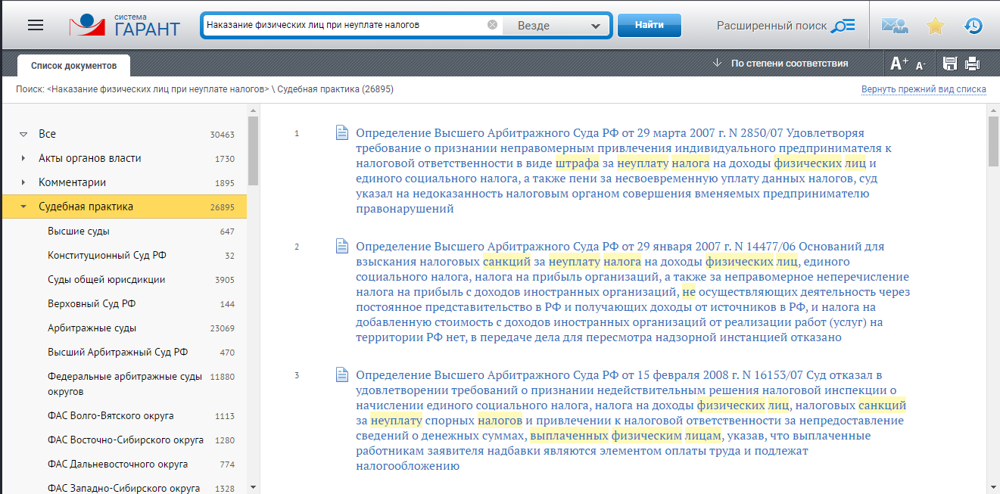 система
ГАРАНТ
Наказание физических лиц при неуплате налогов
Везде
Найти
Расширенный поиск
Список документов
По степени соответствия
A+ A-
Поиск: <Наказание физических лиц при неуплате налогов> \ Судебная практика (26895)
Вернуть прежний вид списка
Все 30463
Акты органов власти 1730
Комментарии 1895
Судебная практика 26895
Высшие суды 647
Конституционный Суд РФ 32
Суды общей юрисдикции 3905
Верховный Суд РФ 144
Арбитражные суды 23069
Высший Арбитражный Суд РФ 470
Федеральные арбитражные суды 11880
округов
ФАС Волго-Вятского округа 1113
ФАС Восточно-Сибирского округа 1280
ФАС Дальневосточного округа 774
ФАС Западно-Сибирского округа 1328
1 Определение Высшего Арбитражного Суда РФ от 29 марта 2007 г. N 2850/07 Удовлетворяя
требование о признании неправомерным привлечения индивидуального предпринимателя к
налоговой ответственности в виде штрафа за неуплату налога на доходы физических лиц и
единого социального налога, а также пени за несвоевременную уплату данных налогов, суд
указал на недоказанность налоговым органом совершения вменяемых предпринимателю
правонарушений
2 Определение Высшего Арбитражного Суда РФ от 29 января 2007 г. N 14477/06 Оснований для
взыскания налоговых санкций за неуплату налога на доходы физических лиц, единого
социального налога, налога на прибыль организаций, а также за неправомерное неперечисление
налога на прибыль с доходов иностранных организаций, не осуществляющих деятельность через
постоянное представительство в РФ и получающих доходы от источников в РФ, и налога на
добавленную стоимость с доходов иностранных организаций от реализации работ (услуг) на
территории РФ нет, в передаче дела для пересмотра надзорной инстанцией отказано
3 Определение Высшего Арбитражного Суда РФ от 15 февраля 2008 г. N 16153/07 Суд отказал в
удовлетворении требований о признании недействительным решения налоговой инспекции о
начислении единого социального налога, налога на доходы физических лиц, налоговых санкций
за неуплату спорных налогов и привлечении к налоговой ответственности за непредоставление
сведений о денежных суммах, выплаченных физическим лицам, указав, что выплаченные
работникам заявителя надбавки являются элементом оплаты труда и подлежат
налогообложению